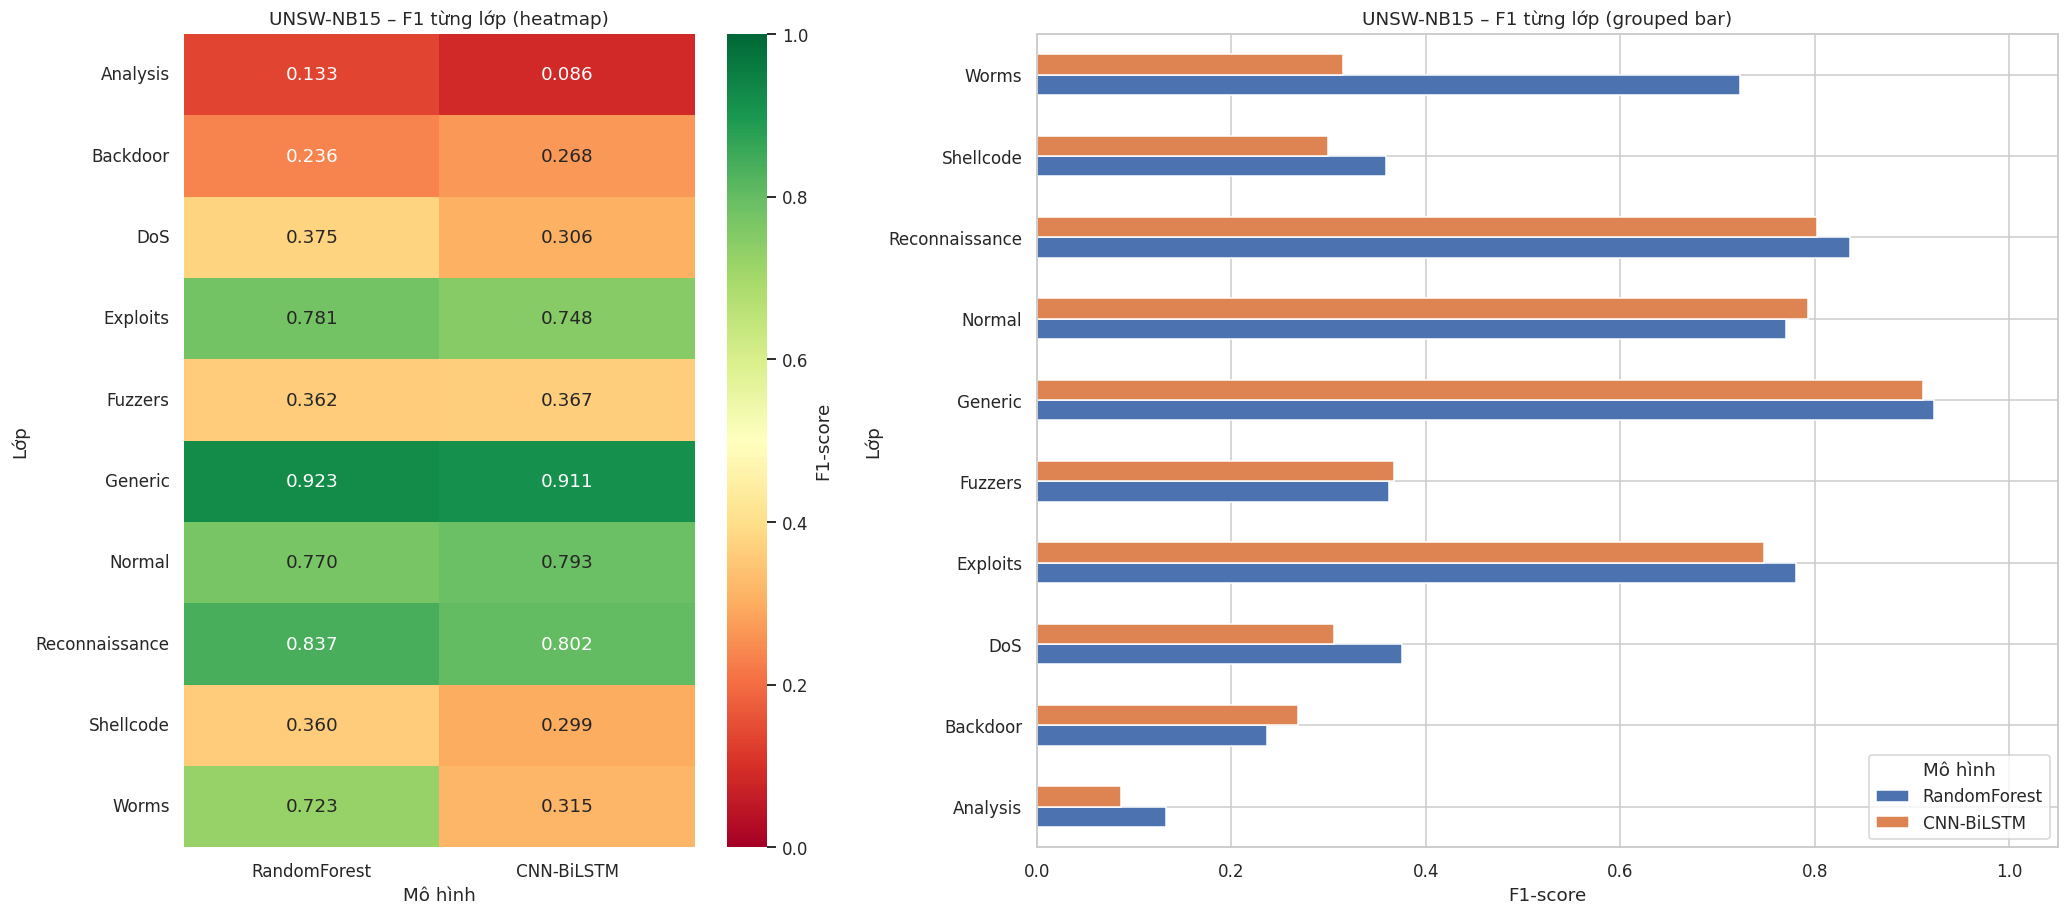 UNSW-NB15 – F1 từng lớp (heatmap)
Lớp
Analysis 0.133 0.086
Backdoor 0.236 0.268
DoS 0.375 0.306
Exploits 0.781 0.748
Fuzzers 0.362 0.367
Generic 0.923 0.911
Normal 0.770 0.793
Reconnaissance 0.837 0.802
Shellcode 0.360 0.299
Worms 0.723 0.315
RandomForest CNN-BiLSTM
Mô hình
1.0
0.8
0.6
0.4
0.2
0.0
F1-score
UNSW-NB15 – F1 từng lớp (grouped bar)
Lớp
Worms
Shellcode
Reconnaissance
Normal
Generic
Fuzzers
Exploits
DoS
Backdoor
Analysis
0.0 0.2 0.4 0.6 0.8 1.0
F1-score
Mô hình
RandomForest
CNN-BiLSTM